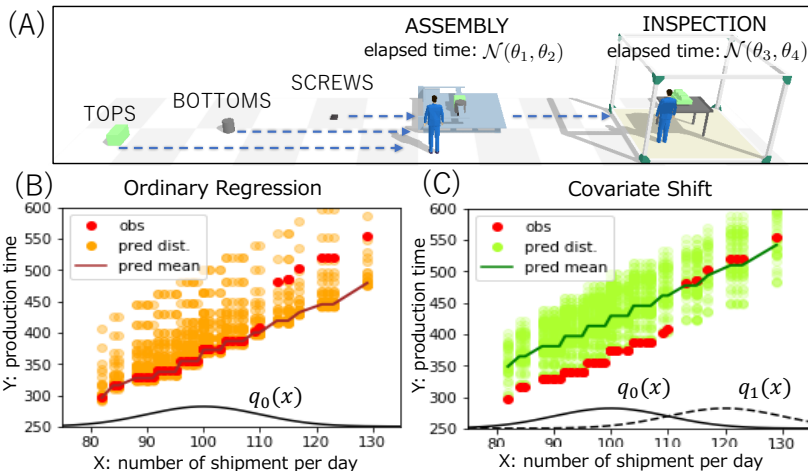 (A)
ASSEMBLY
elapsed time: 𝒩(θ₁, θ₂)
INSPECTION
elapsed time: 𝒩(θ₃, θ₄)
SCREWS
BOTTOMS
TOPS
(B)
Ordinary Regression
600
550
500
450
400
350
300
250
Y: production time
obs
pred dist.
pred mean
q₀(x)
80
90
100
110
120
130
X: number of shipment per day
(C)
Covariate Shift
600
550
500
450
400
350
300
250
Y: production time
obs
pred dist.
pred mean
q₀(x)
q₁(x)
80
90
100
110
120
130
X: number of shipment per day